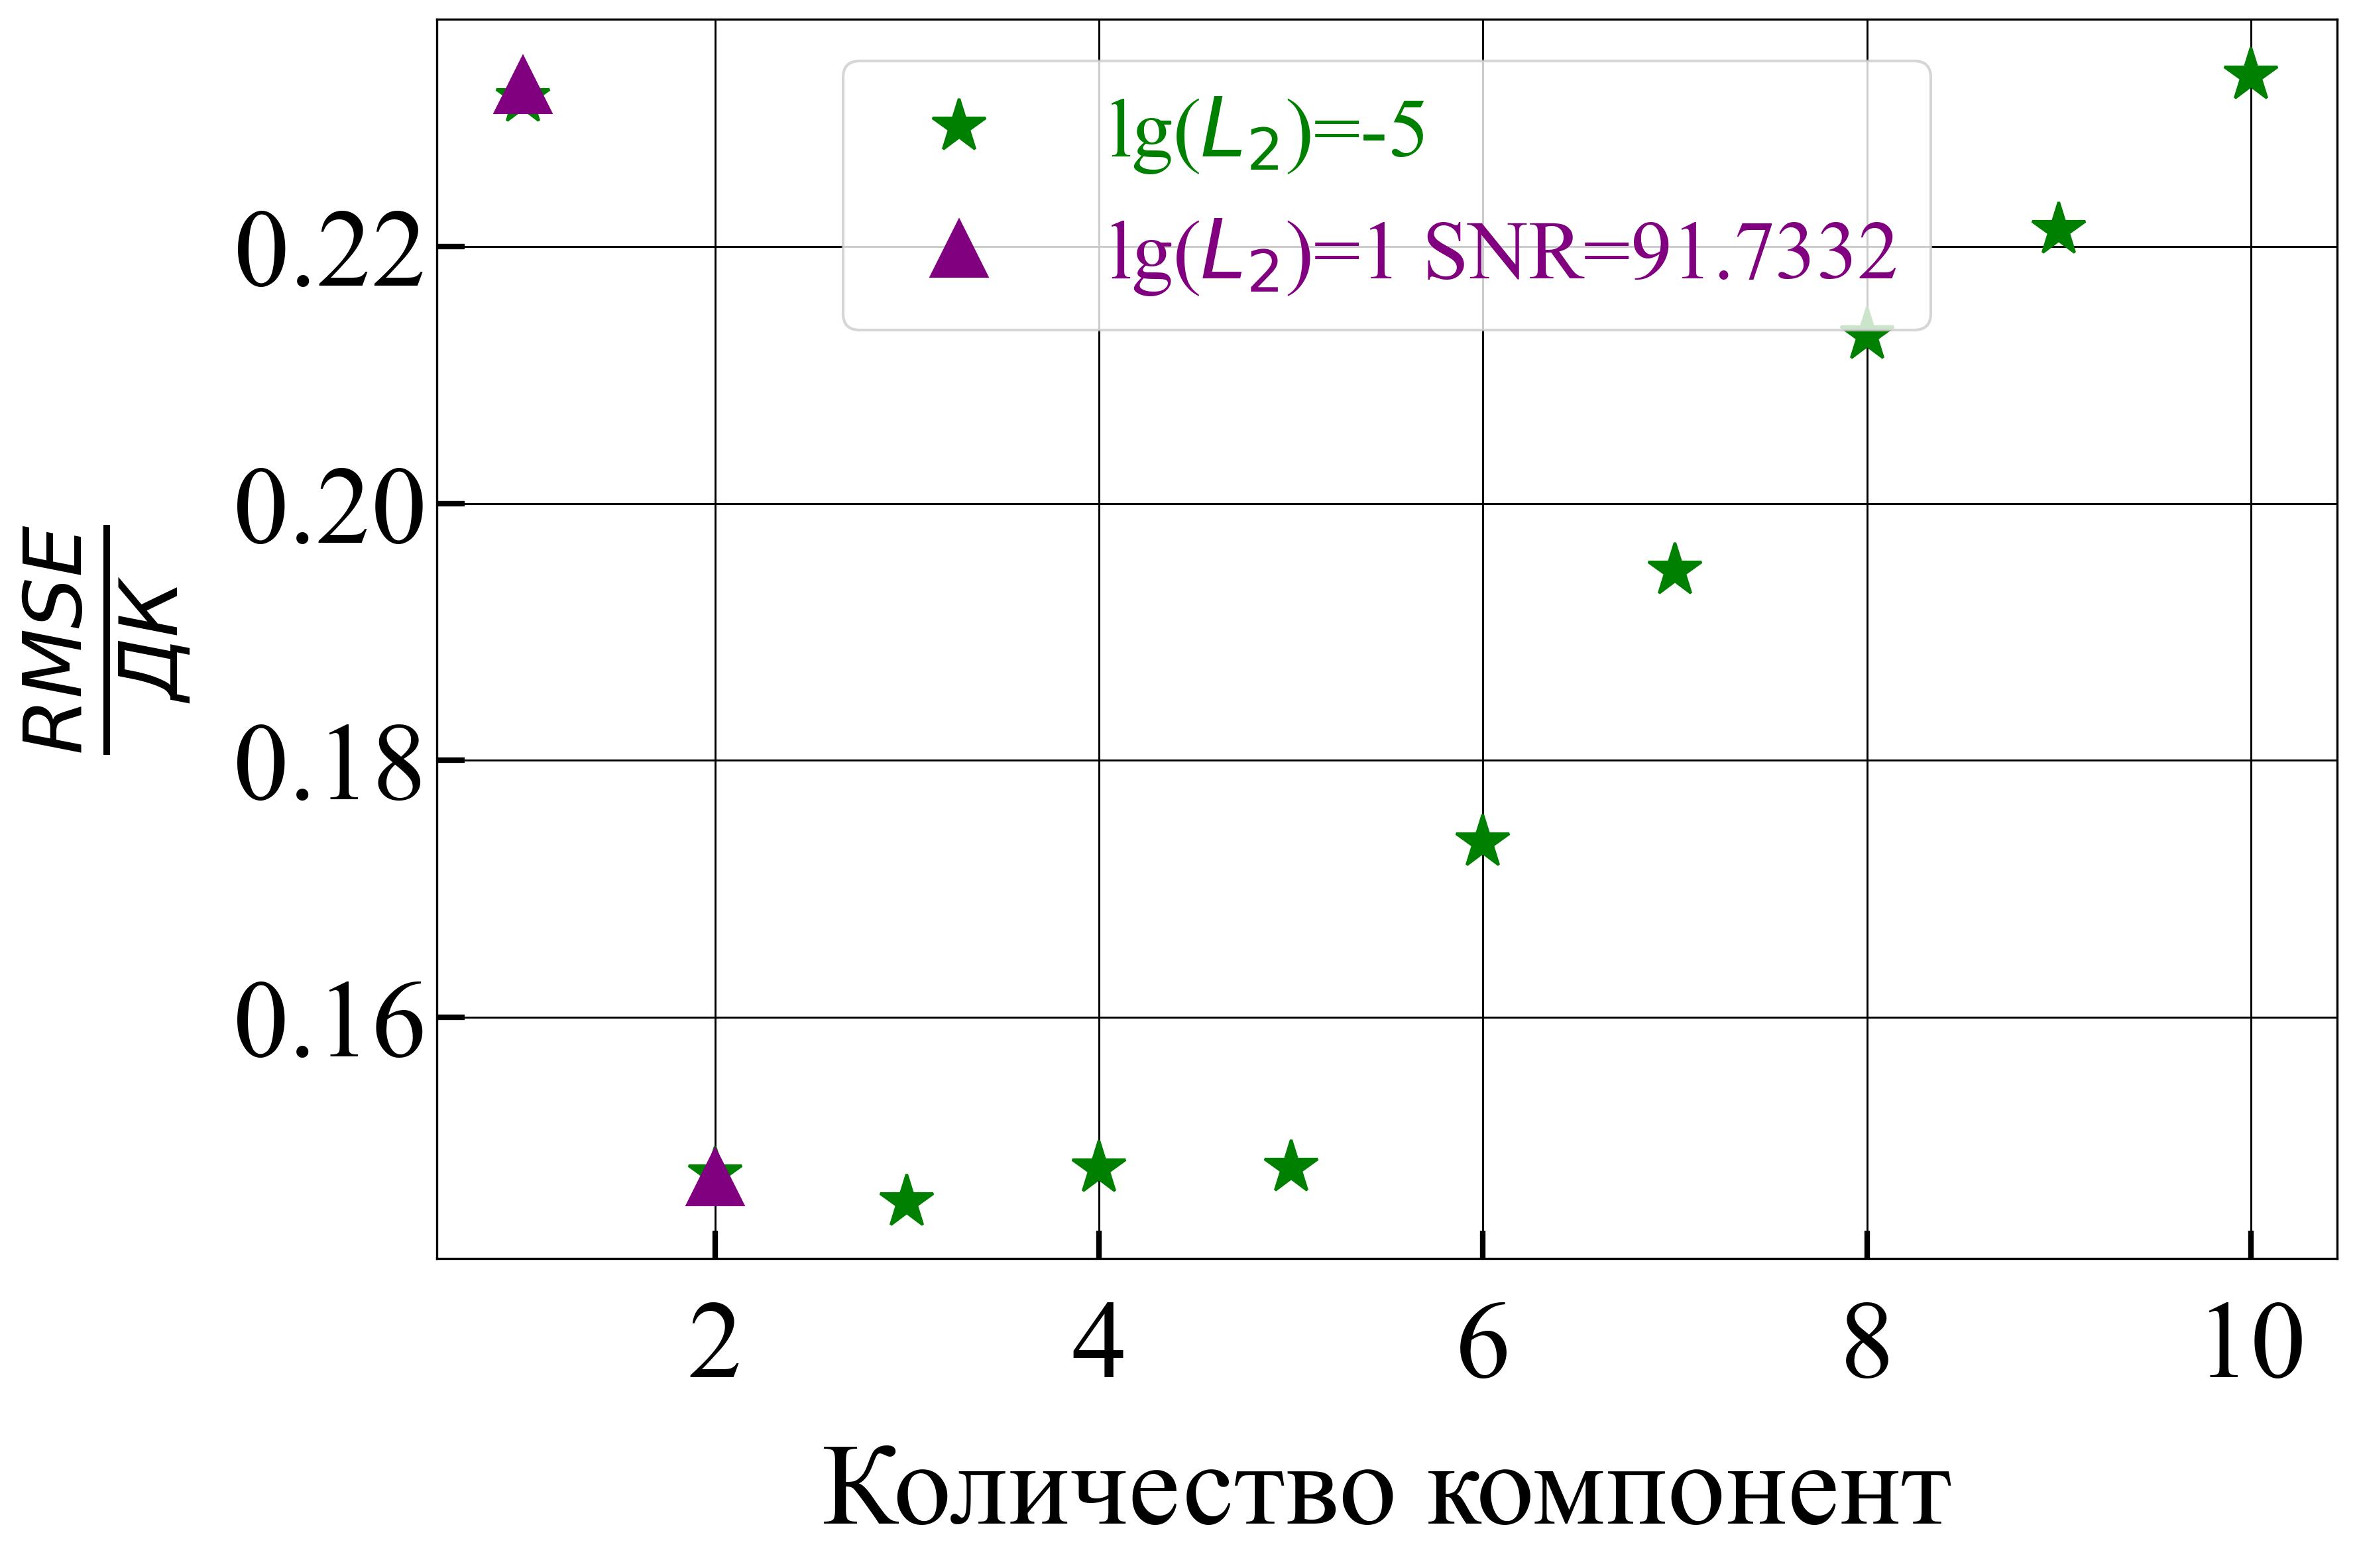 lg(L₂)=-5
lg(L₂)=1 SNR=91.7332
0.22
0.20
0.18
0.16
RMSE
ДК
2 4 6 8 10
Количество компонент